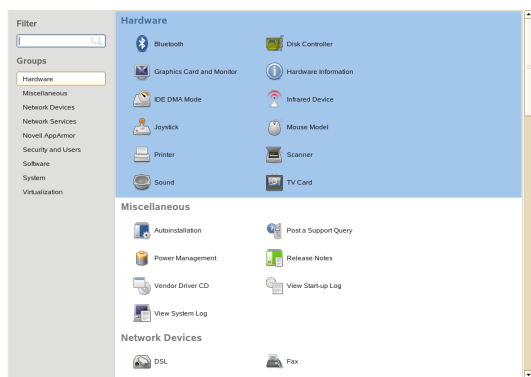 Filter
Groups
Hardware
Miscellaneous
Network Devices
Network Services
Novell AppArmor
Security and Users
Software
System
Virtualization
Hardware
Bluetooth
Disk Controller
Graphics Card and Monitor
Hardware Information
IDE DMA Mode
Infrared Device
Joystick
Mouse Model
Printer
Scanner
Sound
TV Card
Miscellaneous
Autoinstallation
Post a Support Query
Power Management
Release Notes
Vendor Driver CD
View Start-up Log
View System Log
Network Devices
DSL
Fax